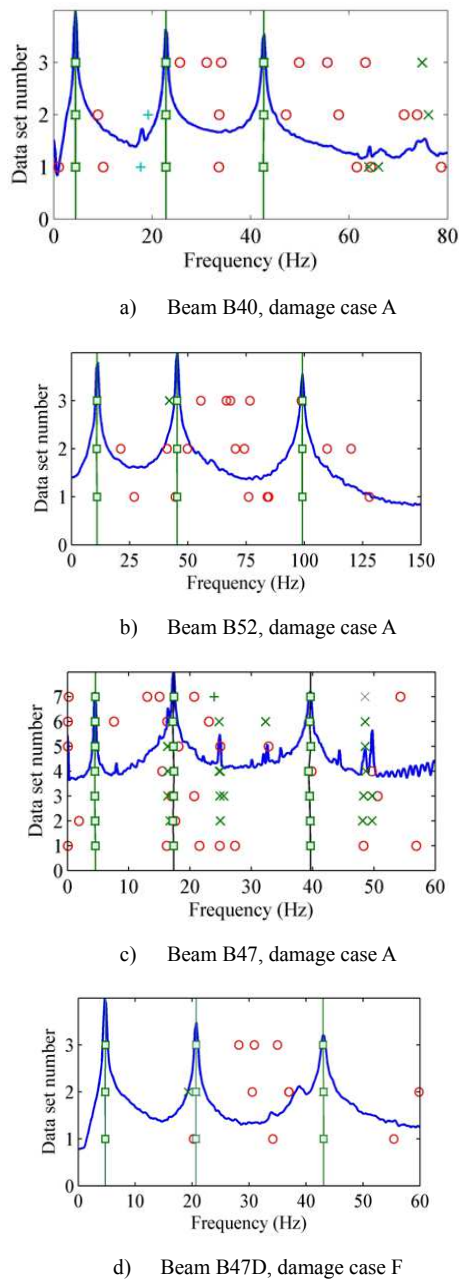 Data set number
3
2
1
0
0 20 40 60 80
Frequency (Hz)
a) Beam B40, damage case A
Data set number
3
2
1
0
0 25 50 75 100 125 150
Frequency (Hz)
b) Beam B52, damage case A
Data set number
7
6
5
4
3
2
1
0
0 10 20 30 40 50 60
Frequency (Hz)
c) Beam B47, damage case A
Data set number
3
2
1
0
0 10 20 30 40 50 60
Frequency (Hz)
d) Beam B47D, damage case F